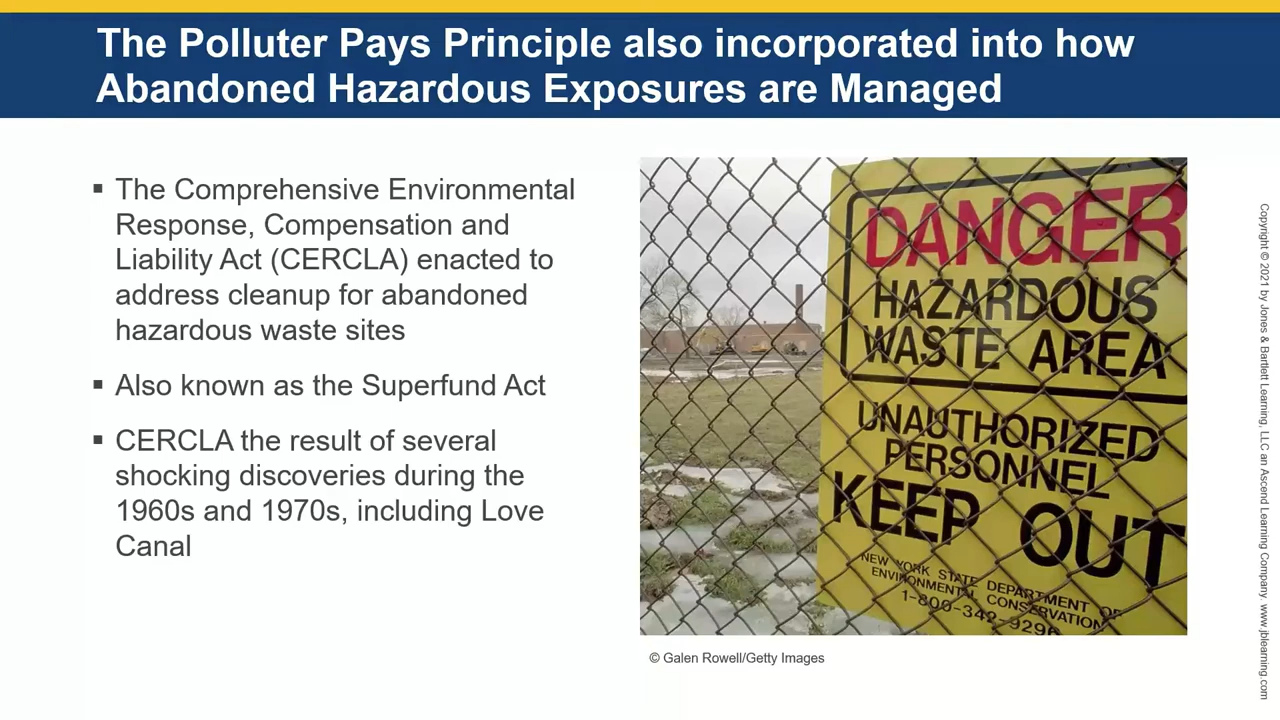 The Polluter Pays Principle also incorporated into how
Abandoned Hazardous Exposures are Managed
▪ The Comprehensive Environmental
Response, Compensation and
Liability Act (CERCLA) enacted to
address cleanup for abandoned
hazardous waste sites
▪ Also known as the Superfund Act
▪ CERCLA the result of several
shocking discoveries during the
1960s and 1970s, including Love
Canal
DANGER
HAZARDOUS
WASTE AREA
UNAUTHORIZED
PERSONNEL
KEEP OUT
NEW YORK STATE DEPARTMENT OF
ENVIRONMENTAL CONSERVATION
1-800-342-9296
© Galen Rowell/Getty Images
Copyright © 2021 by Jones & Bartlett Learning, LLC an Ascend Learning Company. www.jblearning.com